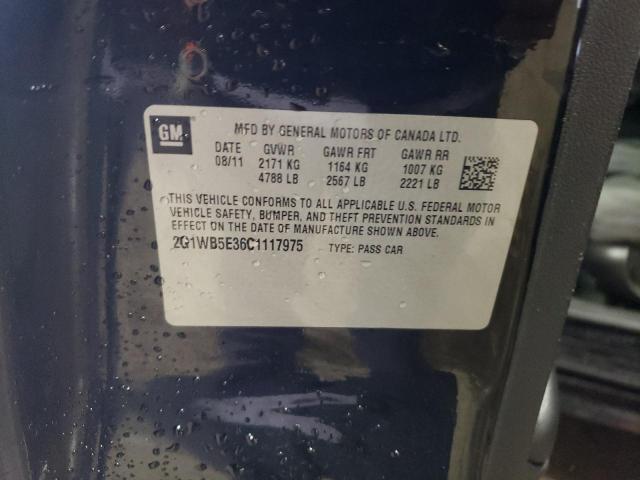 GM
MFD BY GENERAL MOTORS OF CANADA LTD.
DATE GVWR GAWR FRT GAWR RR
08/11 2171 KG 1164 KG 1007 KG
4788 LB 2567 LB 2221 LB
THIS VEHICLE CONFORMS TO ALL APPLICABLE U.S. FEDERAL MOTOR
VEHICLE SAFETY, BUMPER, AND THEFT PREVENTION STANDARDS IN
EFFECT ON THE DATE OF MANUFACTURE SHOWN ABOVE.
2G1WB5E36C1117975 TYPE: PASS CAR